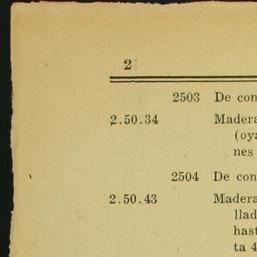 2
2503 De con
2.50.34 Madera
(oya
nes
2504 De con
2.50.43 Madera
llad
hast
ta 4